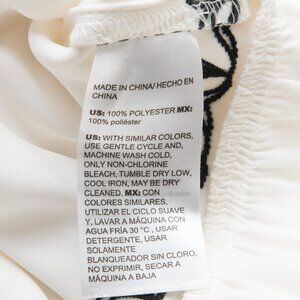 MADE IN CHINA/ HECHO EN
CHINA
US: 100% POLYESTER MX:
100% poliéster
US: WITH SIMILAR COLORS,
USE GENTLE CYCLE AND,
MACHINE WASH COLD,
ONLY NON-CHLORINE
BLEACH, TUMBLE DRY LOW,
COOL IRON, MAY BE DRY
CLEANED. MX: CON
COLORES SIMILARES,
UTILIZAR EL CICLO SUAVE
Y, LAVAR A MÁQUINA CON
AGUA FRÍA 30 °C , USAR
DETERGENTE, USAR
SOLAMENTE
BLANQUEADOR SIN CLORO,
NO EXPRIMIR, SECAR A
MÁQUINA A BAJA